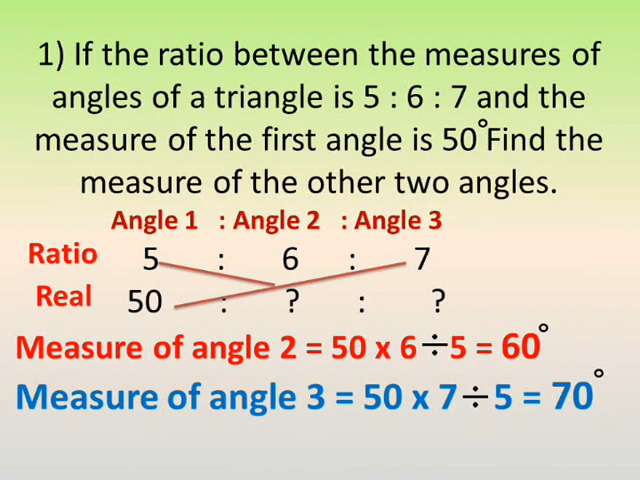 1) If the ratio between the measures of
angles of a triangle is 5 : 6 : 7 and the
measure of the first angle is 50° Find the
measure of the other two angles.
Angle 1 : Angle 2 : Angle 3
Ratio 5 : 6 : 7
Real 50 : ? : ?
Measure of angle 2 = 50 x 6 ÷ 5 = 60°
Measure of angle 3 = 50 x 7 ÷ 5 = 70°